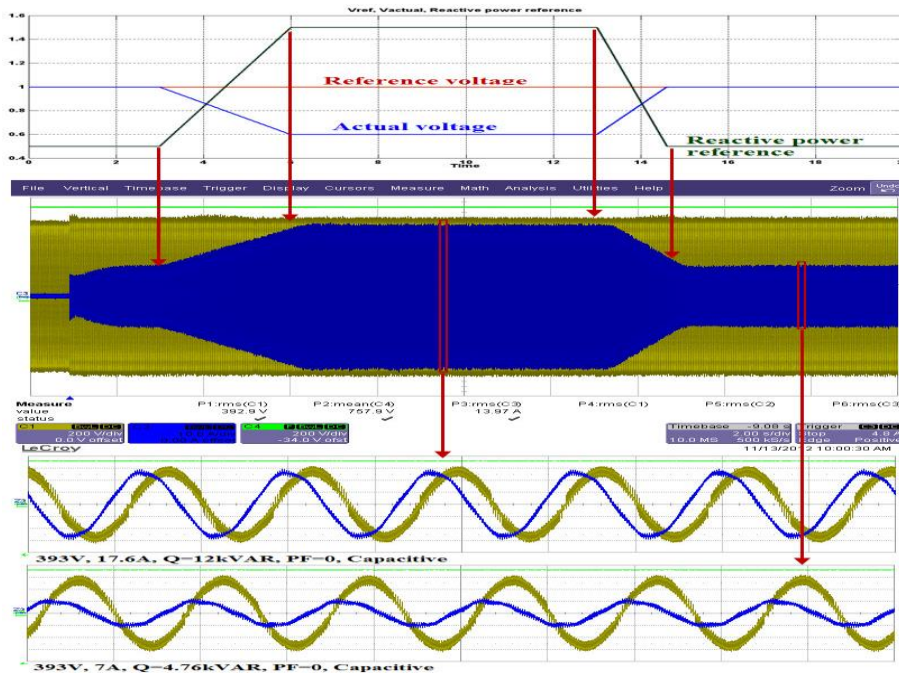 Vref, Vactual, Reactive power reference
1.6
1.4
1.2
1
0.8
0.6
0.4
Reference voltage
Actual voltage
Reactive power
reference
0 2 4 6 8 10 12 14 16 18
Time
File Vertical Timebase Trigger Display Cursors Measure Math Analysis Utilities Help Zoom Undo
C3
Measure P1:rms(C1) P2:mean(C4) P3:rms(C3) P4:rms(C1) P5:rms(C2) P6:rms(C3)
value 392.9 V 757.9 V 13.97 A
status
C1 C4 Timebase -9.08 s Trigger
200 V/div 200 V/div 2.00 s/div Stop
0.0 V offset -34.0 V ofst 10.0 MS 500 kS/s Edge Positive
LeCroy 11/13/2012 10:00:30 AM
393V, 17.6A, Q=12kVAR, PF=0, Capacitive
393V, 7A, Q=4.76kVAR, PF=0, Capacitive